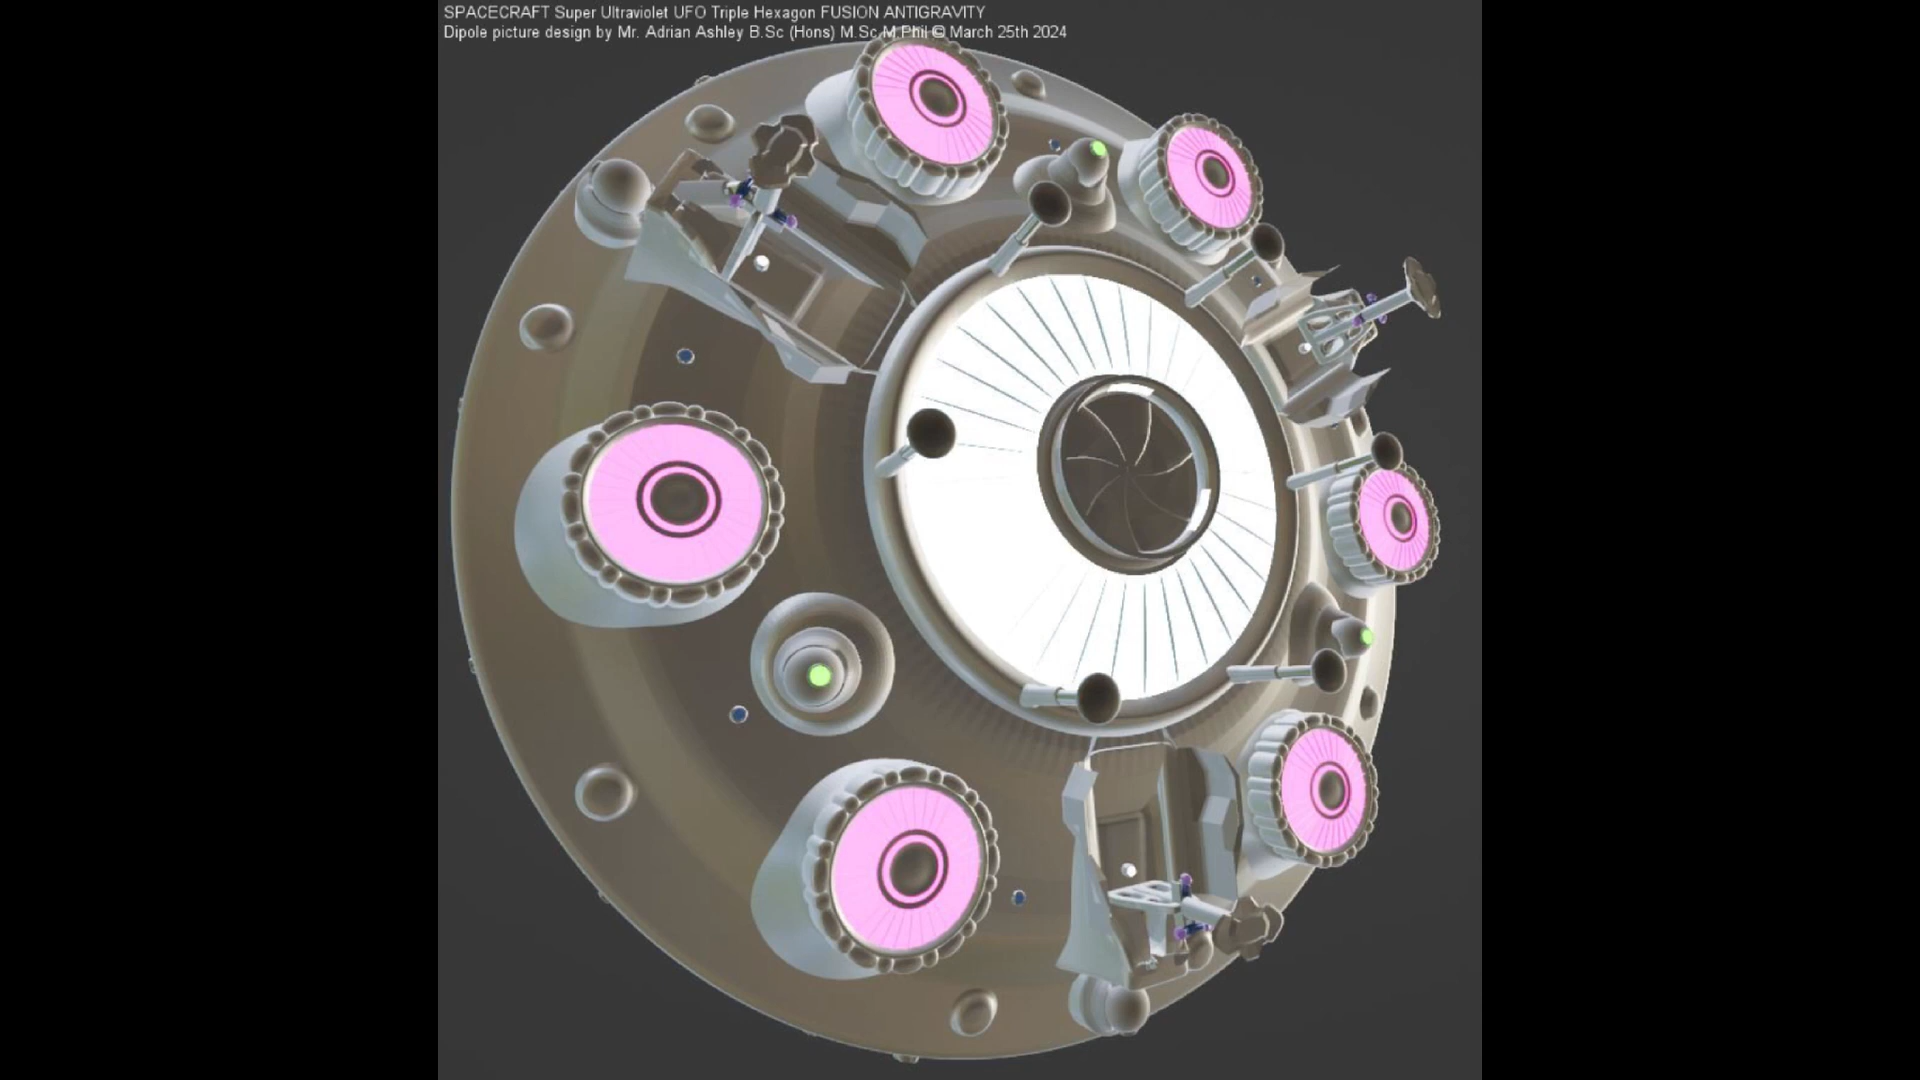 SPACECRAFT Super Ultraviolet UFO Triple Hexagon FUSION ANTIGRAVITY
Dipole picture design by Mr. Adrian Ashley B.Sc (Hons) M.Sc M.Phil © March 25th 2024